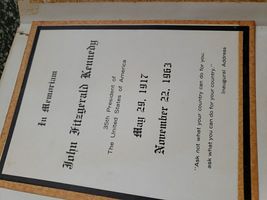 In Memoriam
John Fitzgerald Kennedy
35th President of
The United States of America
May 29, 1917
November 22, 1963
"Ask not what your country can do for you
ask what you can do for your country."
Inaugural Address